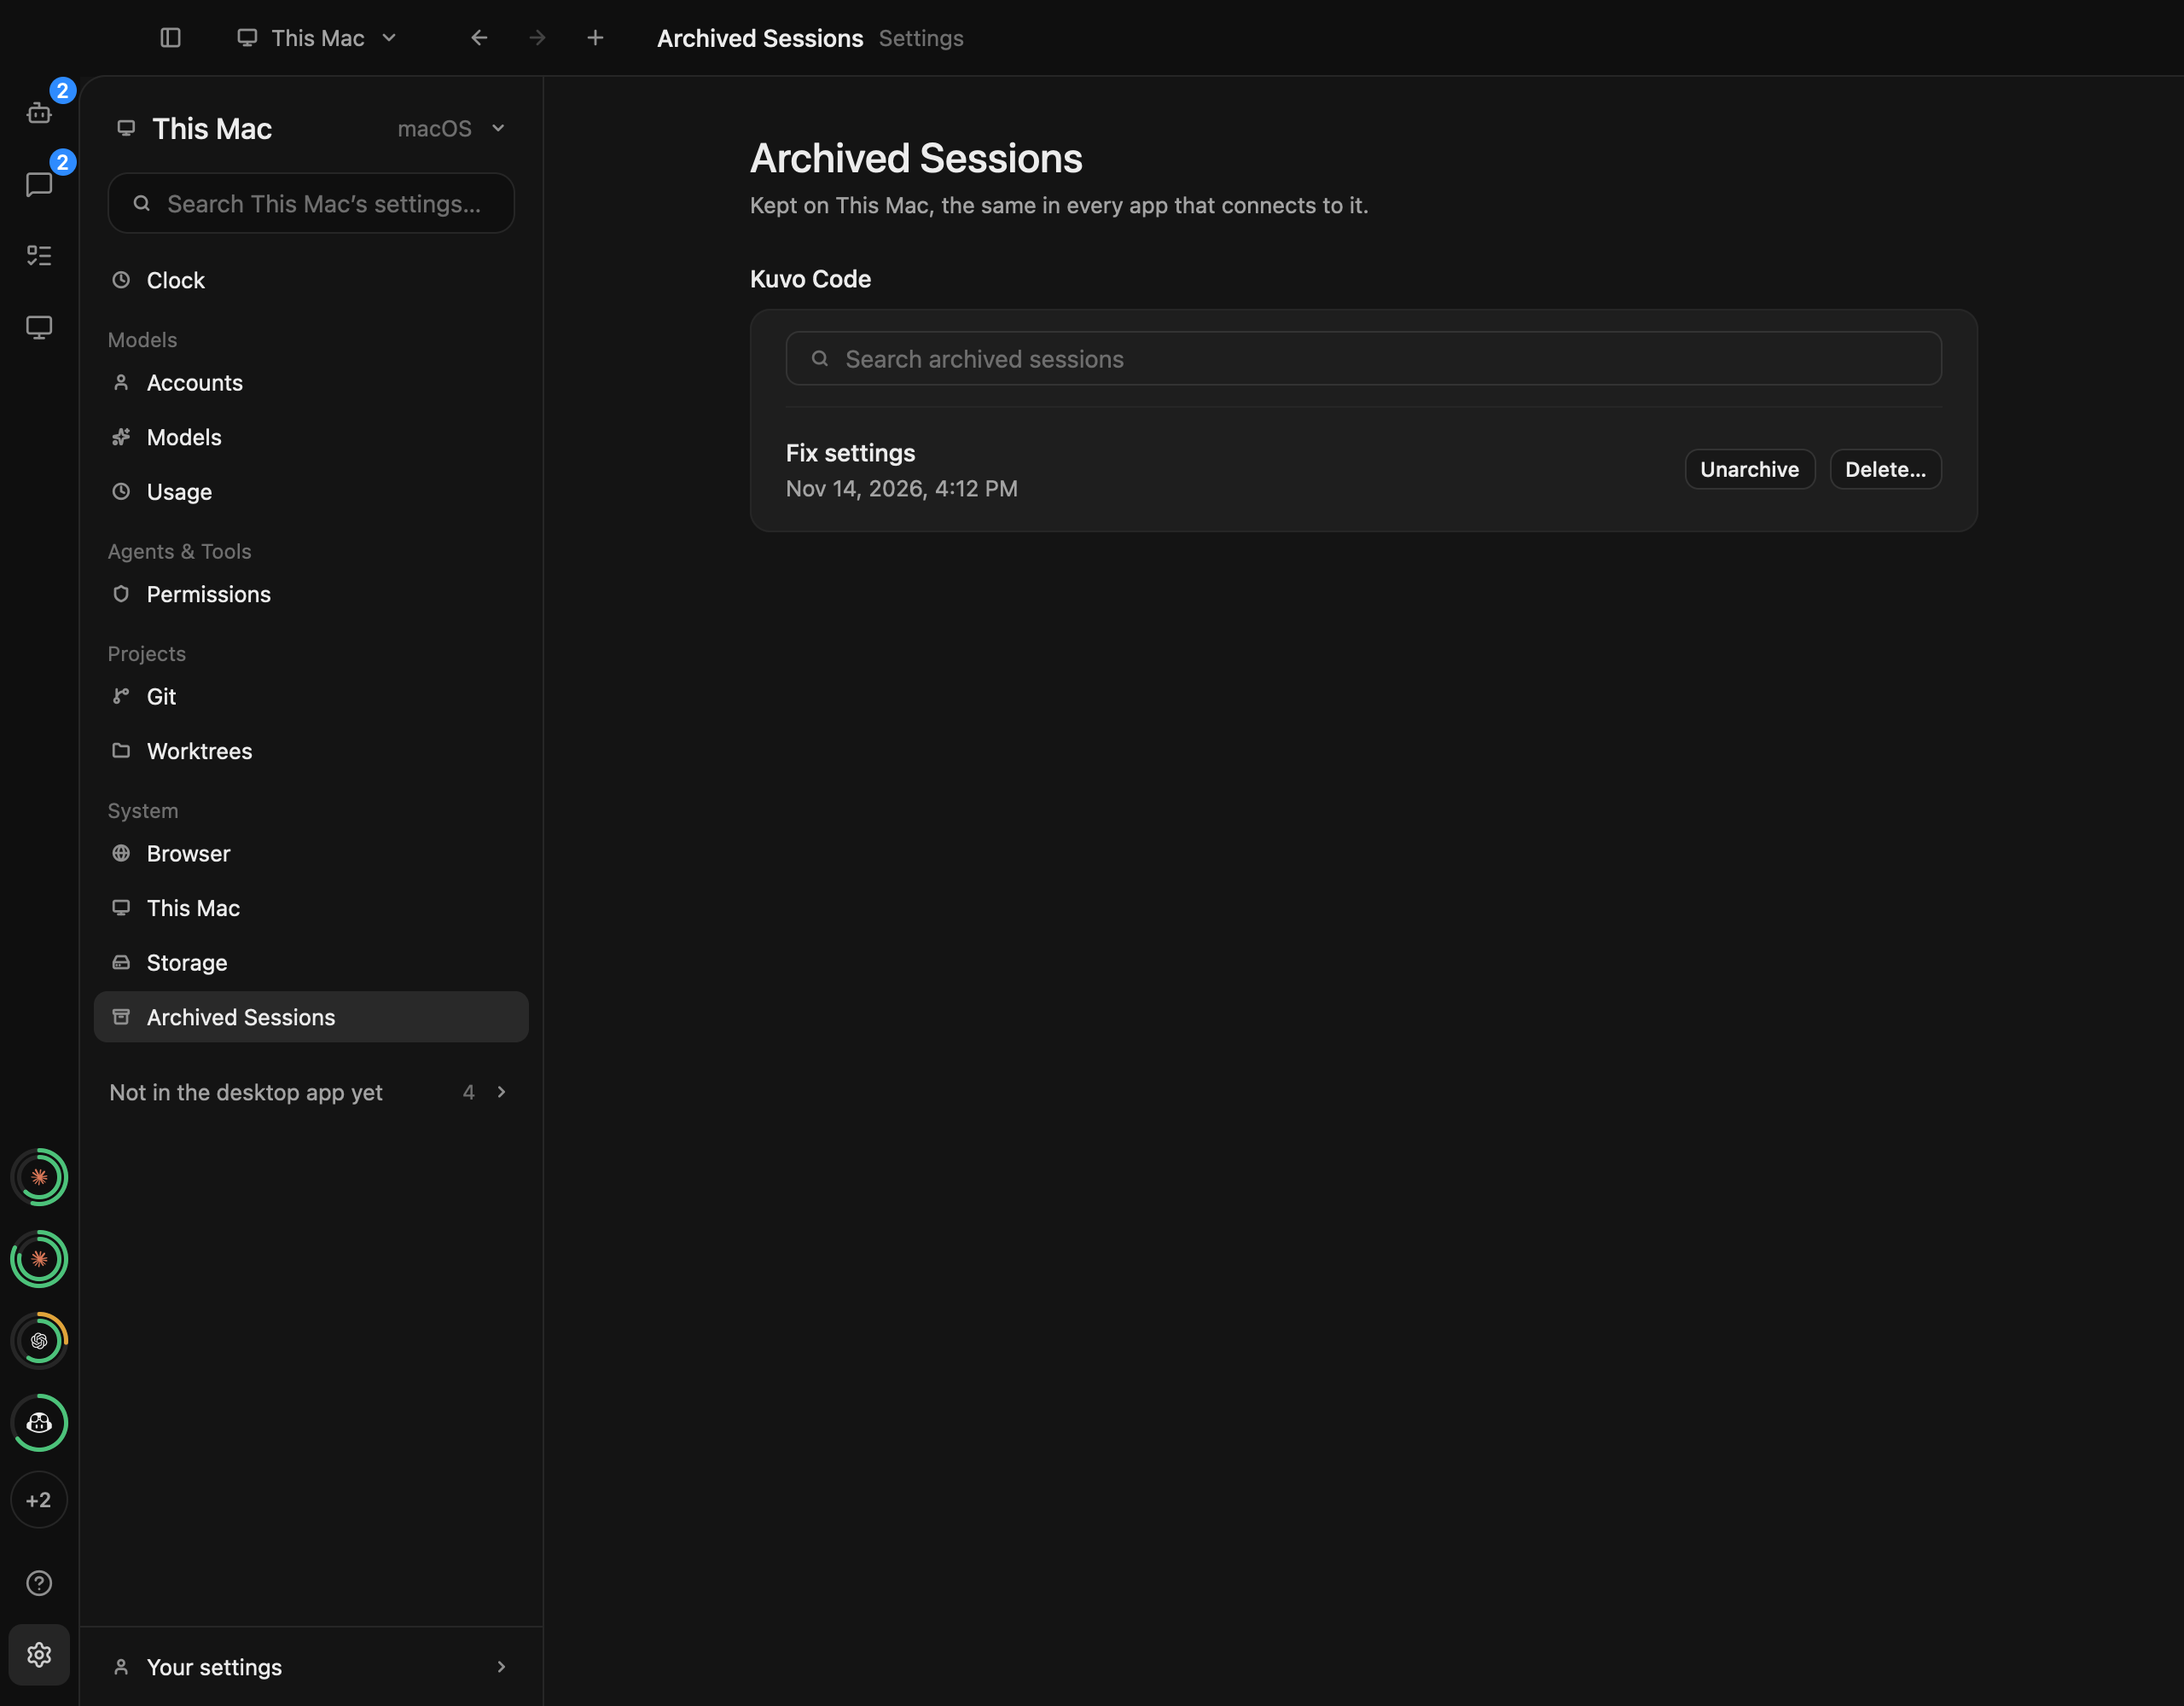 This Mac
Archived Sessions Settings
2
2
This Mac macOS
Search This Mac’s settings...
Clock
Models
Accounts
Models
Usage
Agents & Tools
Permissions
Projects
Git
Worktrees
System
Browser
This Mac
Storage
Archived Sessions
Not in the desktop app yet 4
+2
Your settings
Archived Sessions
Kept on This Mac, the same in every app that connects to it.
Kuvo Code
Search archived sessions
Fix settings
Nov 14, 2026, 4:12 PM
Unarchive Delete...